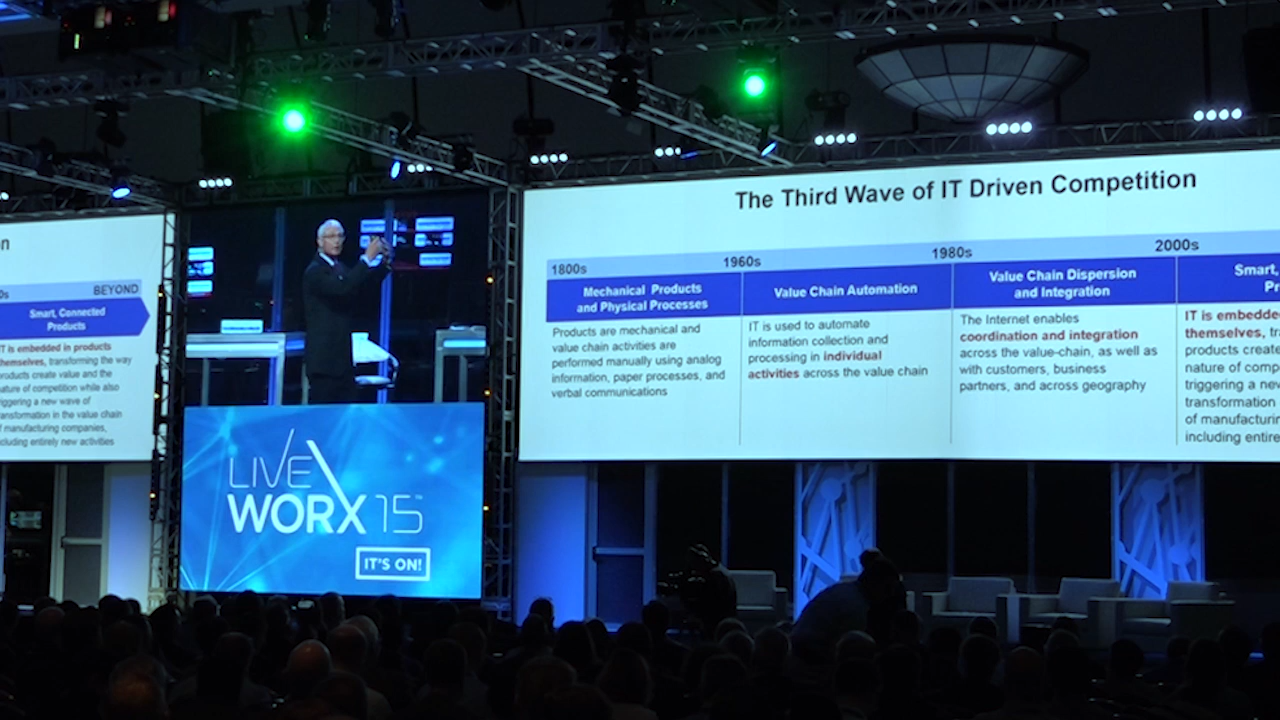 n
0s
BEYOND
Smart, Connected
Products
IT is embedded in products
themselves, transforming the way
products create value and the
nature of competition while also
triggering a new wave of
transformation in the value chain
of manufacturing companies,
including entirely new activities
LIVE
WORX 15™
IT'S ON!
The Third Wave of IT Driven Competition
1800s
1960s
1980s
2000s
Mechanical Products
and Physical Processes
Products are mechanical and
value chain activities are
performed manually using analog
information, paper processes, and
verbal communications
Value Chain Automation
IT is used to automate
information collection and
processing in individual
activities across the value chain
Value Chain Dispersion
and Integration
The Internet enables
coordination and integration
across the value-chain, as well as
with customers, business
partners, and across geography
Smart,
Pr
IT is embedded
themselves, tr
products create
nature of comp
triggering a new
transformation
of manufacturin
including entire